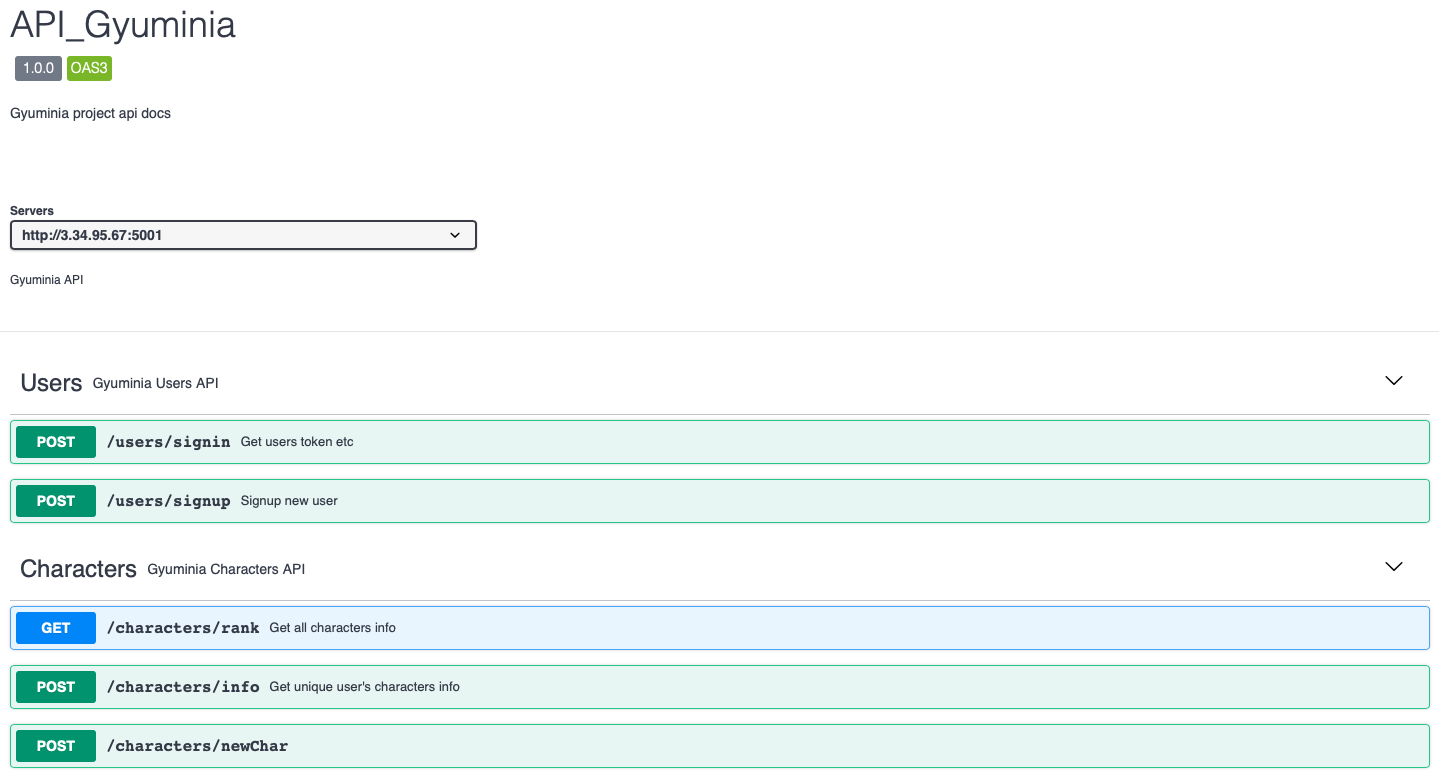 API_Gyuminia
1.0.0 OAS3
Gyuminia project api docs
Servers
http://3.34.95.67:5001
Gyuminia API
Users Gyuminia Users API
POST /users/signin Get users token etc
POST /users/signup Signup new user
Characters Gyuminia Characters API
GET /characters/rank Get all characters info
POST /characters/info Get unique user's characters info
POST /characters/newChar